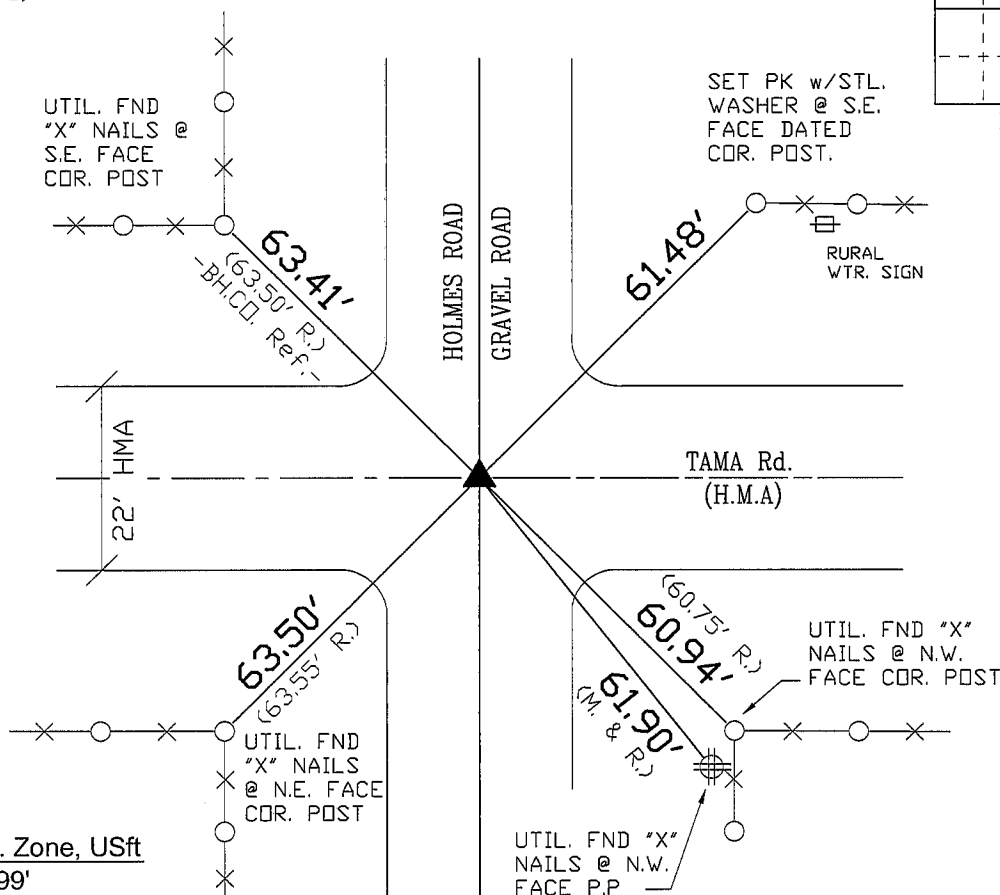 UTIL. FND
"X" NAILS @
S.E. FACE
COR. POST
SET PK w/STL.
WASHER @ S.E.
FACE DATED
COR. POST.
63.41'
(63.50' R.)
-BH.CO. Ref.-
HOLMES ROAD
GRAVEL ROAD
61.48'
RURAL
WTR. SIGN
22' HMA
TAMA Rd.
(H.M.A)
63.50'
(63.55' R.)
UTIL. FND
"X" NAILS
@ N.E. FACE
COR. POST
(60.75' R.)
60.94'
61.90'
(M. & R.)
UTIL. FND "X"
NAILS @ N.W.
FACE COR. POST
UTIL. FND "X"
NAILS @ N.W.
FACE P.P
. Zone, USft
99'